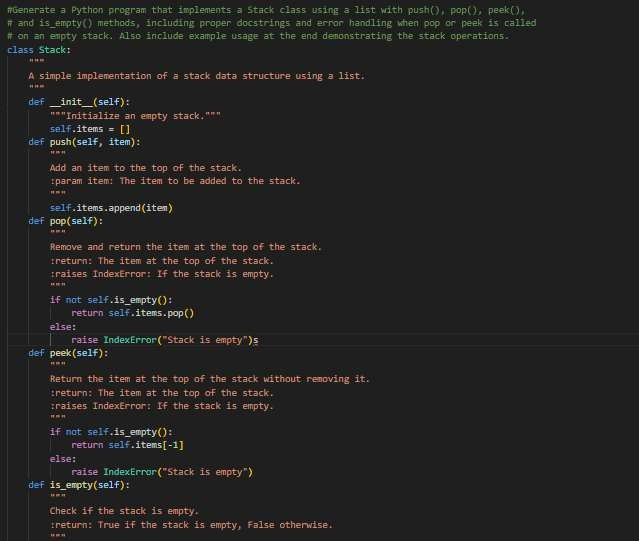 #Generate a Python program that implements a Stack class using a list with push(), pop(), peek(),
# and is_empty() methods, including proper docstrings and error handling when pop or peek is called
# on an empty stack. Also include example usage at the end demonstrating the stack operations.
class Stack:
    """
    A simple implementation of a stack data structure using a list.
    """
    def __init__(self):
        """Initialize an empty stack."""
        self.items = []
    def push(self, item):
        """
        Add an item to the top of the stack.
        :param item: The item to be added to the stack.
        """
        self.items.append(item)
    def pop(self):
        """
        Remove and return the item at the top of the stack.
        :return: The item at the top of the stack.
        :raises IndexError: If the stack is empty.
        """
        if not self.is_empty():
            return self.items.pop()
        else:
            raise IndexError("Stack is empty")s
    def peek(self):
        """
        Return the item at the top of the stack without removing it.
        :return: The item at the top of the stack.
        :raises IndexError: If the stack is empty.
        """
        if not self.is_empty():
            return self.items[-1]
        else:
            raise IndexError("Stack is empty")
    def is_empty(self):
        """
        Check if the stack is empty.
        :return: True if the stack is empty, False otherwise.
        """